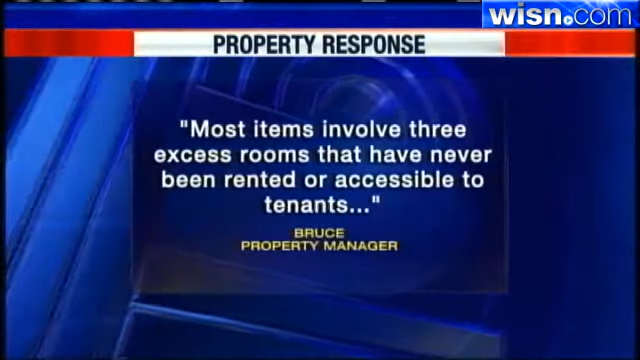 wisn.com
PROPERTY RESPONSE
"Most items involve three
excess rooms that have never
been rented or accessible to
tenants..."
BRUCE
PROPERTY MANAGER